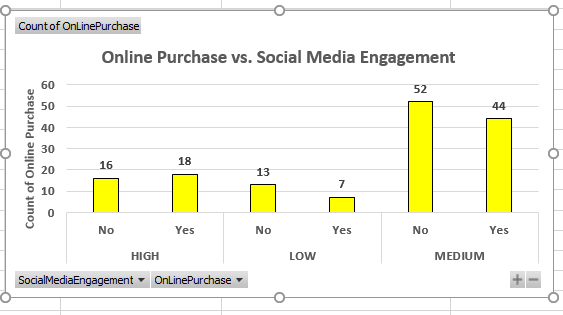 Count of OnLinePurchase
Online Purchase vs. Social Media Engagement
Count of Online Purchase
60
50
40
30
20
10
0
16
18
13
7
52
44
No Yes No Yes No Yes
HIGH LOW MEDIUM
SocialMediaEngagement OnLinePurchase
+ −